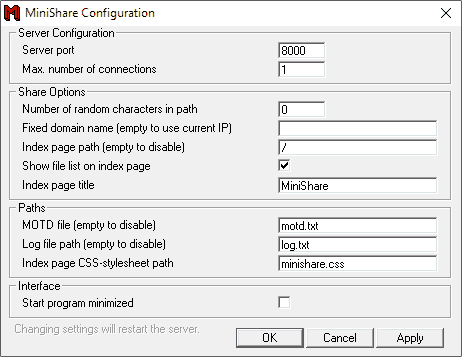 MiniShare Configuration
Server Configuration
Server port 8000
Max. number of connections 1
Share Options
Number of random characters in path 0
Fixed domain name (empty to use current IP)
Index page path (empty to disable) /
Show file list on index page
Index page title MiniShare
Paths
MOTD file (empty to disable) motd.txt
Log file path (empty to disable) log.txt
Index page CSS-stylesheet path minishare.css
Interface
Start program minimized
Changing settings will restart the server.
OK Cancel Apply